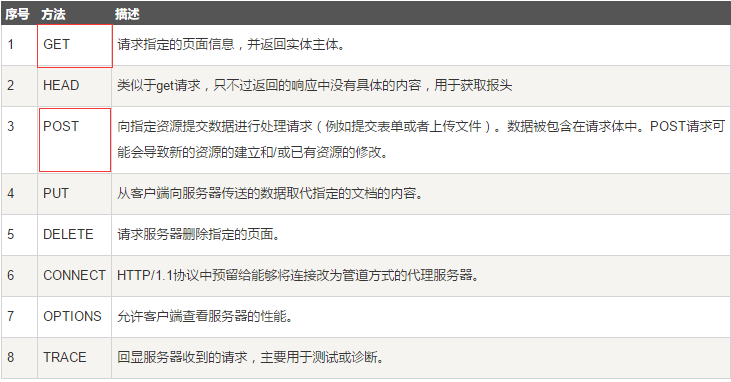 序号 方法 描述
1 GET 请求指定的页面信息，并返回实体主体。
2 HEAD 类似于get请求，只不过返回的响应中没有具体的内容，用于获取报头
3 POST 向指定资源提交数据进行处理请求（例如提交表单或者上传文件）。数据被包含在请求体中。POST请求可
能会导致新的资源的建立和/或已有资源的修改。
4 PUT 从客户端向服务器传送的数据取代指定的文档的内容。
5 DELETE 请求服务器删除指定的页面。
6 CONNECT HTTP/1.1协议中预留给能够将连接改为管道方式的代理服务器。
7 OPTIONS 允许客户端查看服务器的性能。
8 TRACE 回显服务器收到的请求，主要用于测试或诊断。